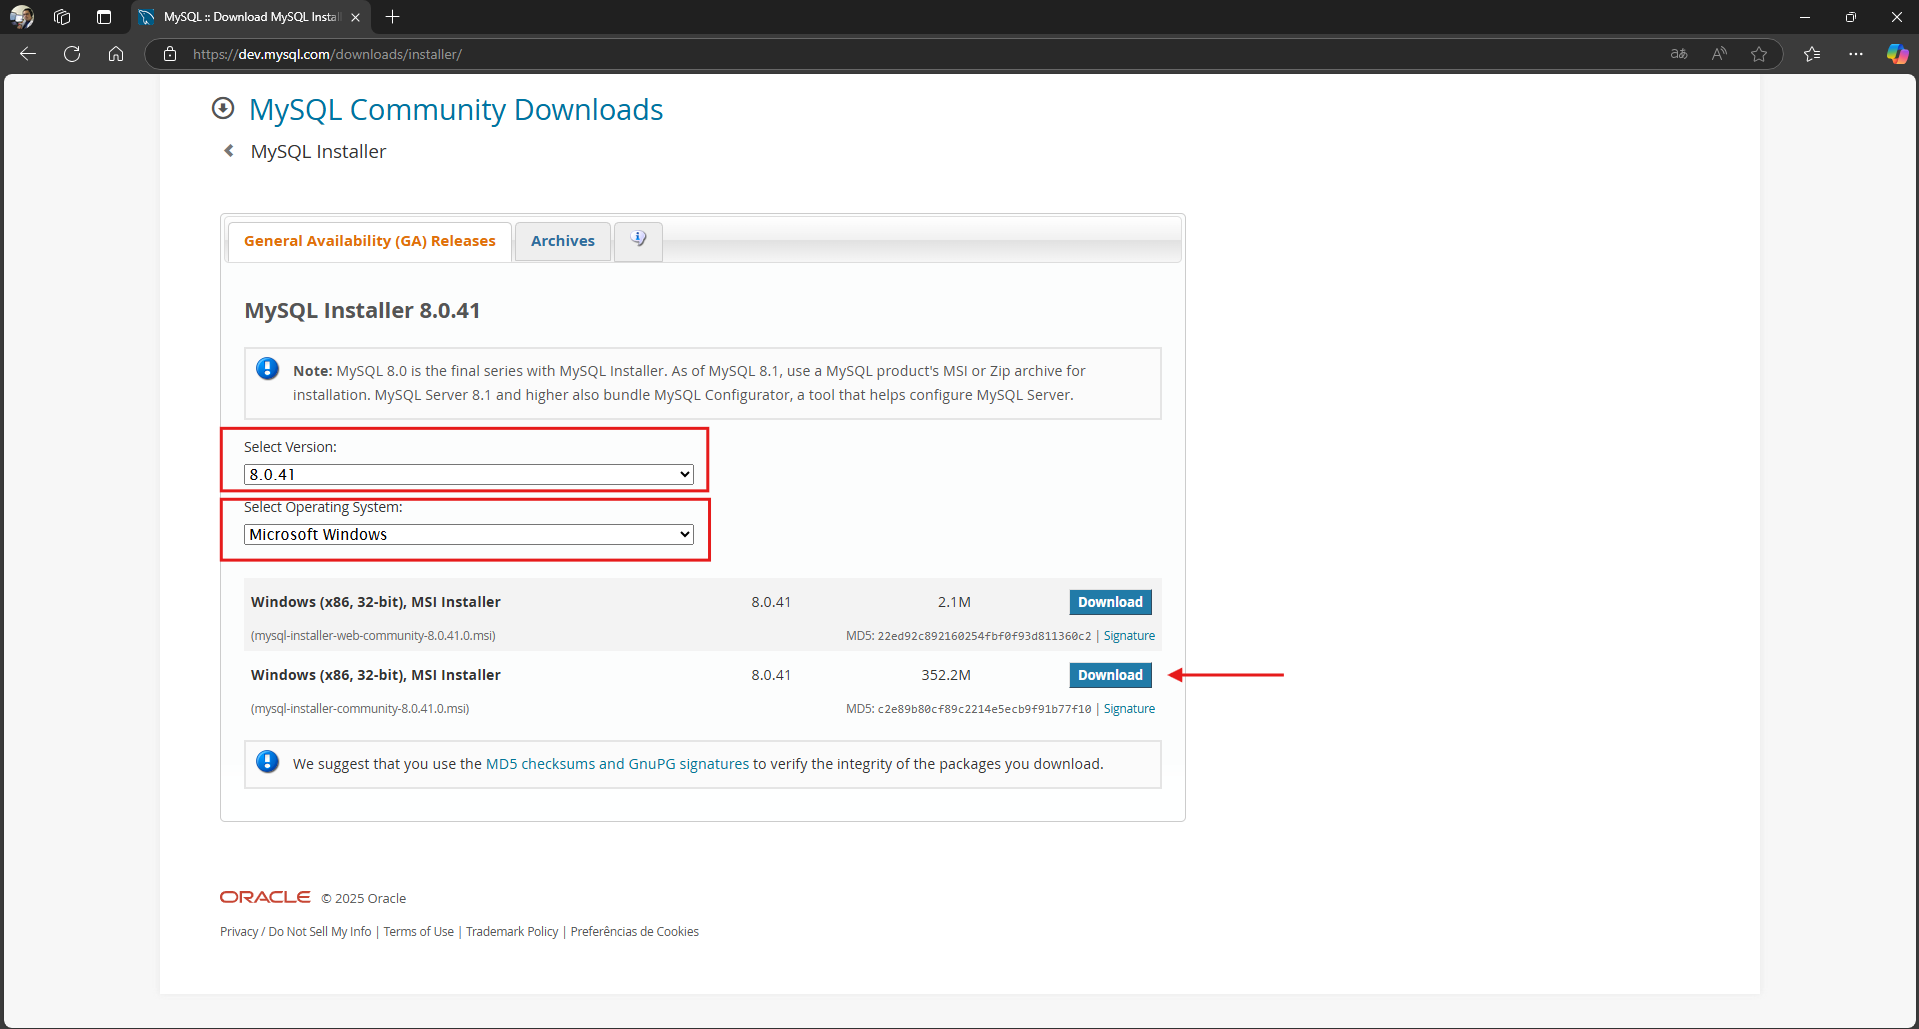 MySQL :: Download MySQL Instal
https://dev.mysql.com/downloads/installer/
MySQL Community Downloads
MySQL Installer
General Availability (GA) Releases
Archives
MySQL Installer 8.0.41
Note: MySQL 8.0 is the final series with MySQL Installer. As of MySQL 8.1, use a MySQL product's MSI or Zip archive for
installation. MySQL Server 8.1 and higher also bundle MySQL Configurator, a tool that helps configure MySQL Server.
Select Version:
8.0.41
Select Operating System:
Microsoft Windows
Windows (x86, 32-bit), MSI Installer 8.0.41 2.1M Download
(mysql-installer-web-community-8.0.41.0.msi) MD5: 22ed92c892160254fbf0f93d811360c2 | Signature
Windows (x86, 32-bit), MSI Installer 8.0.41 352.2M Download
(mysql-installer-community-8.0.41.0.msi) MD5: c2e89b80cf89c2214e5ecb9f91b77f10 | Signature
We suggest that you use the MD5 checksums and GnuPG signatures to verify the integrity of the packages you download.
ORACLE © 2025 Oracle
Privacy / Do Not Sell My Info | Terms of Use | Trademark Policy | Preferências de Cookies